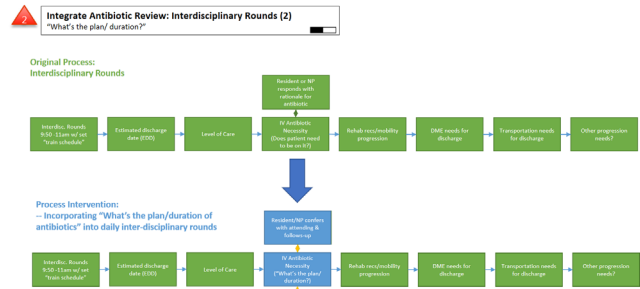 2
Integrate Antibiotic Review: Interdisciplinary Rounds (2)
"What's the plan/ duration?"
Original Process:
Interdisciplinary Rounds
Resident or NP
responds with
rationale for
antibiotic
Interdisc. Rounds
9:50 -11am w/ set
"train schedule"
Estimated discharge
date (EDD)
Level of Care
IV Antibiotic
Necessity
(Does patient need
to be on it?)
Rehab recs/mobility
progression
DME needs for
discharge
Transportation needs
for discharge
Other progression
needs?
Process Intervention:
-- Incorporating "What's the plan/duration of
antibiotics" into daily inter-disciplinary rounds
Resident/NP confers
with attending &
follows-up
Interdisc. Rounds
9:50 -11am w/ set
"train schedule"
Estimated discharge
date (EDD)
Level of Care
IV Antibiotic
Necessity
("What's the plan/
duration?)
Rehab recs/mobility
progression
DME needs for
discharge
Transportation needs
for discharge
Other progression
needs?